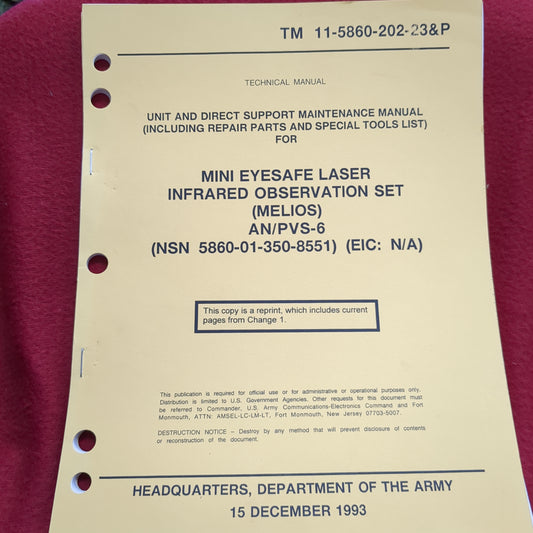 TM 11-5860-202-23&P
TECHNICAL MANUAL
UNIT AND DIRECT SUPPORT MAINTENANCE MANUAL
(INCLUDING REPAIR PARTS AND SPECIAL TOOLS LIST)
FOR
MINI EYESAFE LASER
INFRARED OBSERVATION SET
(MELIOS)
AN/PVS-6
(NSN 5860-01-350-8551) (EIC: N/A)
This copy is a reprint, which includes current
pages from Change 1.
This publication is required for official use or for administrative or operational purposes only.
Distribution is limited to U.S. Government Agencies. Other requests for this document must
be referred to Commander, U.S. Army Communications-Electronics Command and Fort
Monmouth, ATTN: AMSEL-LC-LM-LT, Fort Monmouth, New Jersey 07703-5007.
DESTRUCTION NOTICE – Destroy by any method that will prevent disclosure of contents
or reconstruction of the document.
HEADQUARTERS, DEPARTMENT OF THE ARMY
15 DECEMBER 1993